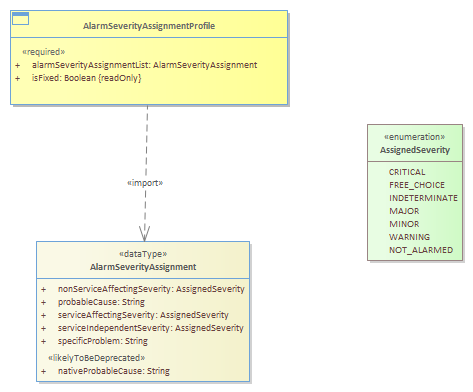 AlarmSeverityAssignmentProfile
«required»
+ alarmSeverityAssignmentList: AlarmSeverityAssignment
+ isFixed: Boolean {readOnly}
«import»
«dataType»
AlarmSeverityAssignment
+ nonServiceAffectingSeverity: AssignedSeverity
+ probableCause: String
+ serviceAffectingSeverity: AssignedSeverity
+ serviceIndependentSeverity: AssignedSeverity
+ specificProblem: String
«likelyToBeDeprecated»
+ nativeProbableCause: String
«enumeration»
AssignedSeverity
CRITICAL
FREE_CHOICE
INDETERMINATE
MAJOR
MINOR
WARNING
NOT_ALARMED